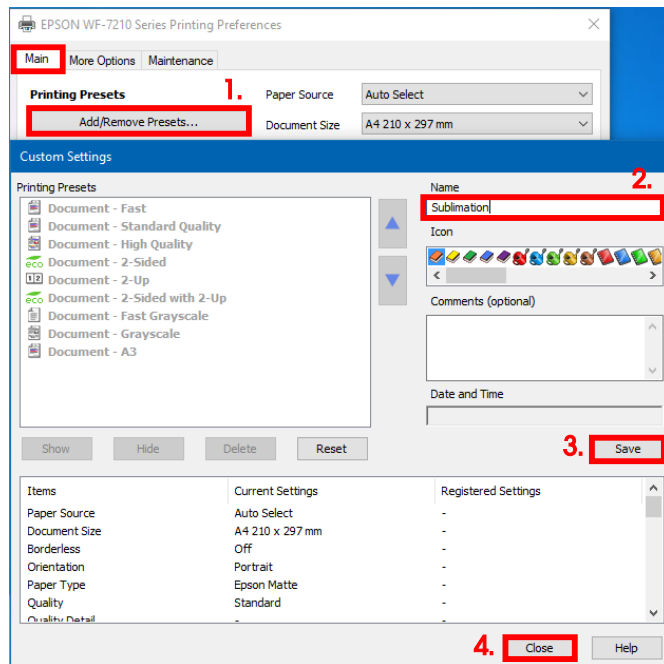 EPSON WF-7210 Series Printing Preferences
Main More Options Maintenance
1.
Printing Presets Paper Source Auto Select
Add/Remove Presets... Document Size A4 210 x 297 mm
Custom Settings
2.
Printing Presets Name
Document - Fast Sublimation
Document - Standard Quality Icon
Document - High Quality
eco Document - 2-Sided
12 Document - 2-Up
eco Document - 2-Sided with 2-Up Comments (optional)
Document - Fast Grayscale
Document - Grayscale
Document - A3
Date and Time
3.
Show Hide Delete Reset Save
Items Current Settings Registered Settings
Paper Source Auto Select -
Document Size A4 210 x 297 mm -
Borderless Off -
Orientation Portrait -
Paper Type Epson Matte -
Quality Standard -
Quality Detail - -
4. Close Help